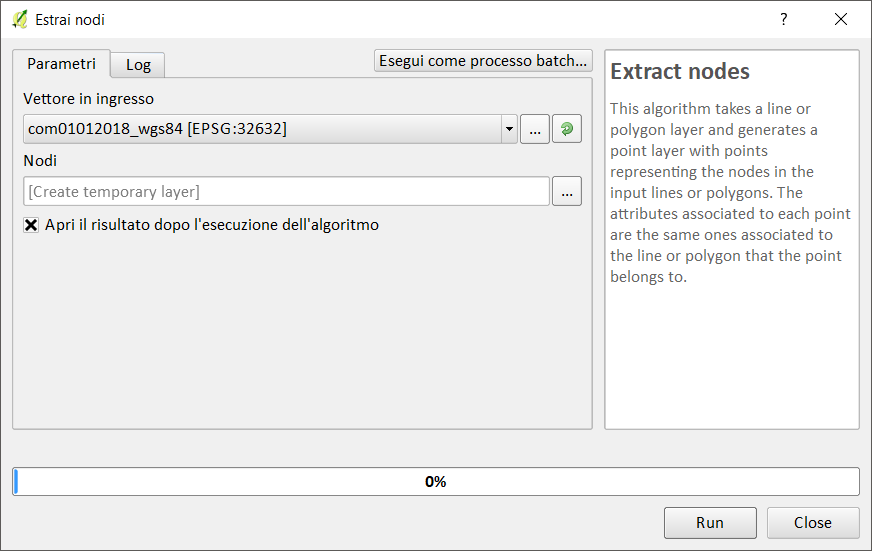 Estrai nodi
?
Parametri
Log
Esegui come processo batch...
Vettore in ingresso
com01012018_wgs84 [EPSG:32632]
...
Nodi
[Create temporary layer]
...
Apri il risultato dopo l'esecuzione dell'algoritmo
Extract nodes
This algorithm takes a line or
polygon layer and generates a
point layer with points
representing the nodes in the
input lines or polygons. The
attributes associated to each point
are the same ones associated to
the line or polygon that the point
belongs to.
0%
Run
Close